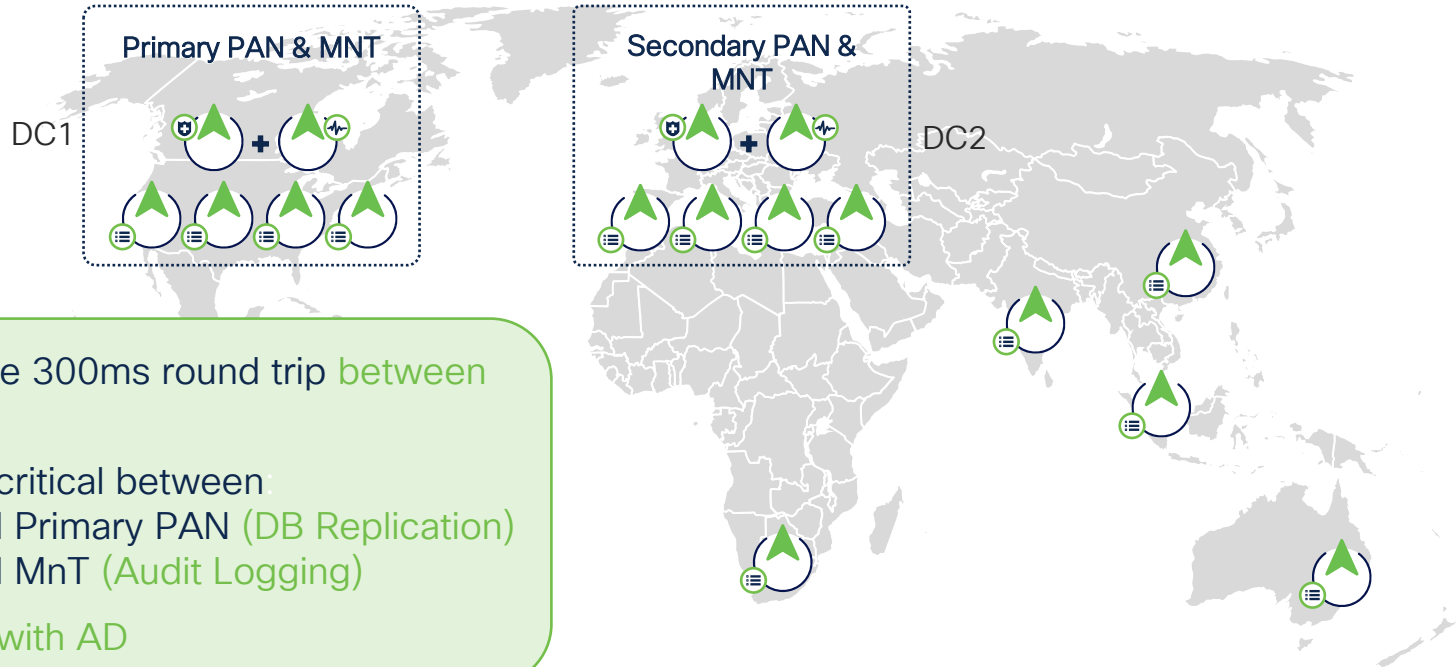 Primary PAN & MNT
Secondary PAN &
MNT
DC1
DC2
e 300ms round trip between
critical between:
Primary PAN (DB Replication)
MnT (Audit Logging)
with AD